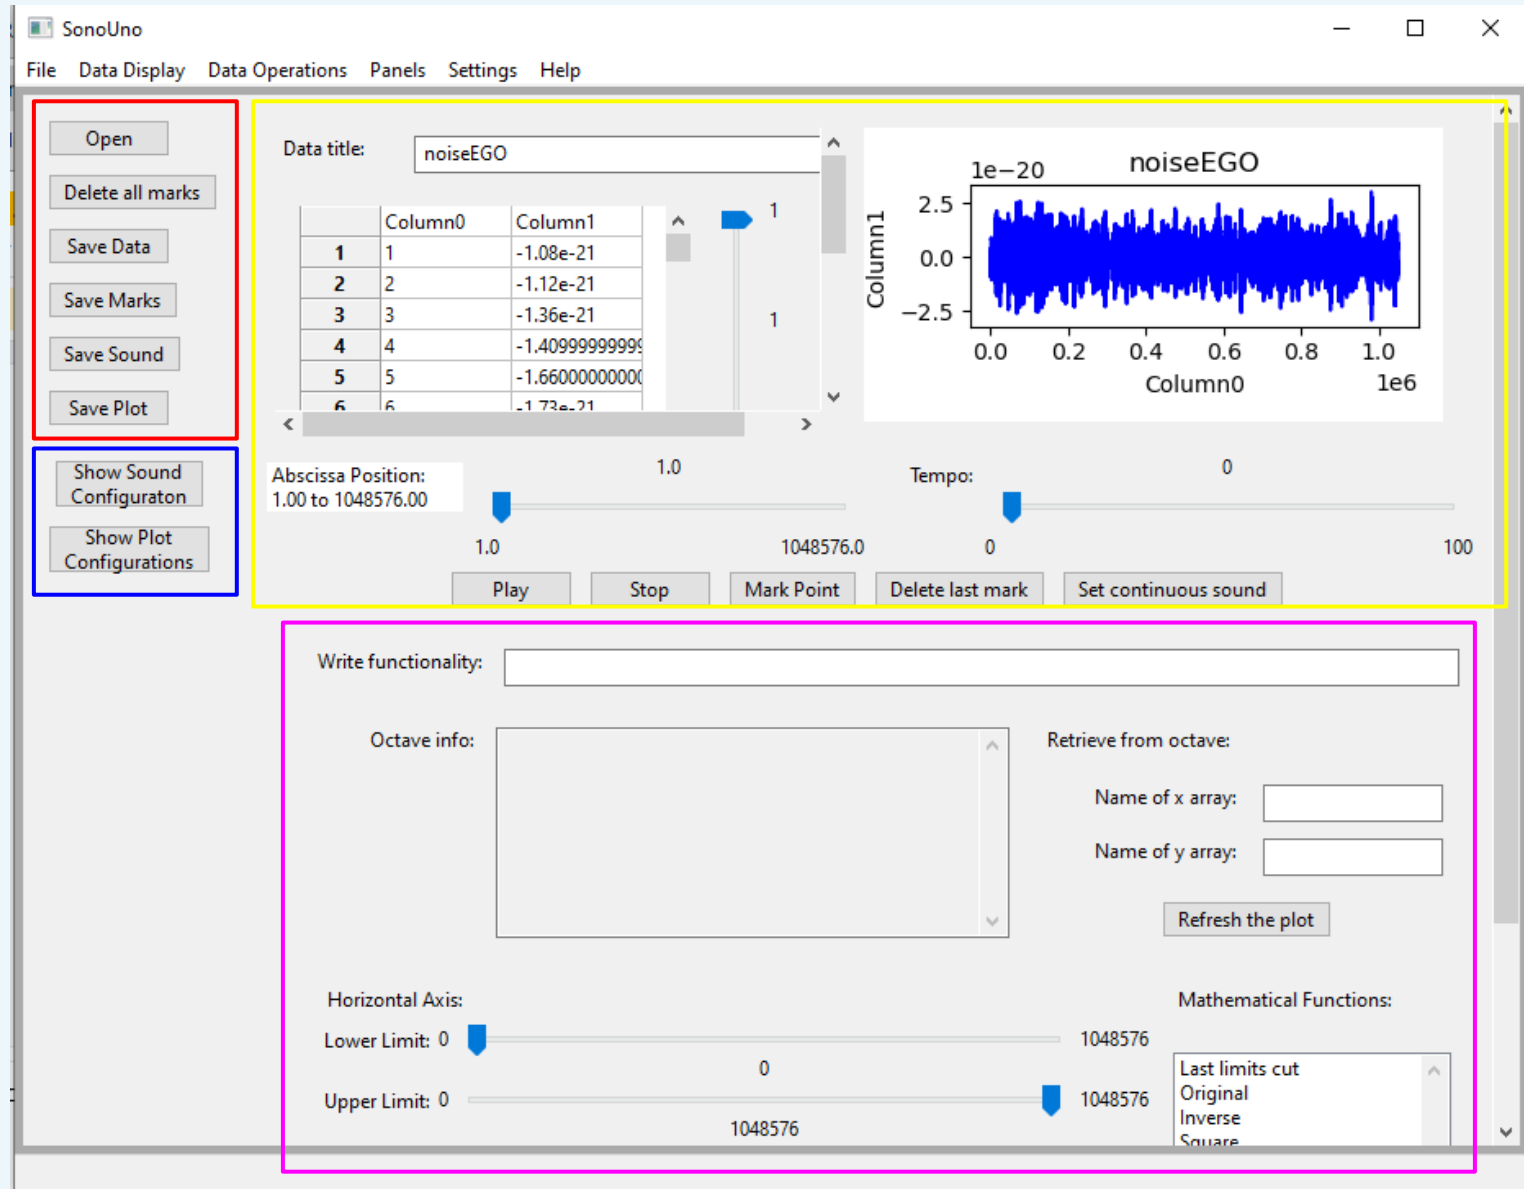 SonoUno
File Data Display Data Operations Panels Settings Help
Open
Delete all marks
Save Data
Save Marks
Save Sound
Save Plot
Show Sound
Configuraton
Show Plot
Configurations
Data title: noiseEGO
Column0 Column1
1 1 -1.08e-21
2 2 -1.12e-21
3 3 -1.36e-21
4 4 -1.40999999999
5 5 -1.66000000000
6 6 -1.73e-21
1
1
noiseEGO
1e−20
Column1
2.5
0.0
−2.5
0.0 0.2 0.4 0.6 0.8 1.0
Column0 1e6
Abscissa Position:
1.00 to 1048576.00
1.0
1.0 1048576.0
Tempo: 0
0 100
Play Stop Mark Point Delete last mark Set continuous sound
Write functionality:
Octave info:
Retrieve from octave:
Name of x array:
Name of y array:
Refresh the plot
Horizontal Axis:
Lower Limit: 0 1048576
0
Upper Limit: 0 1048576
1048576
Mathematical Functions:
Last limits cut
Original
Inverse
Square